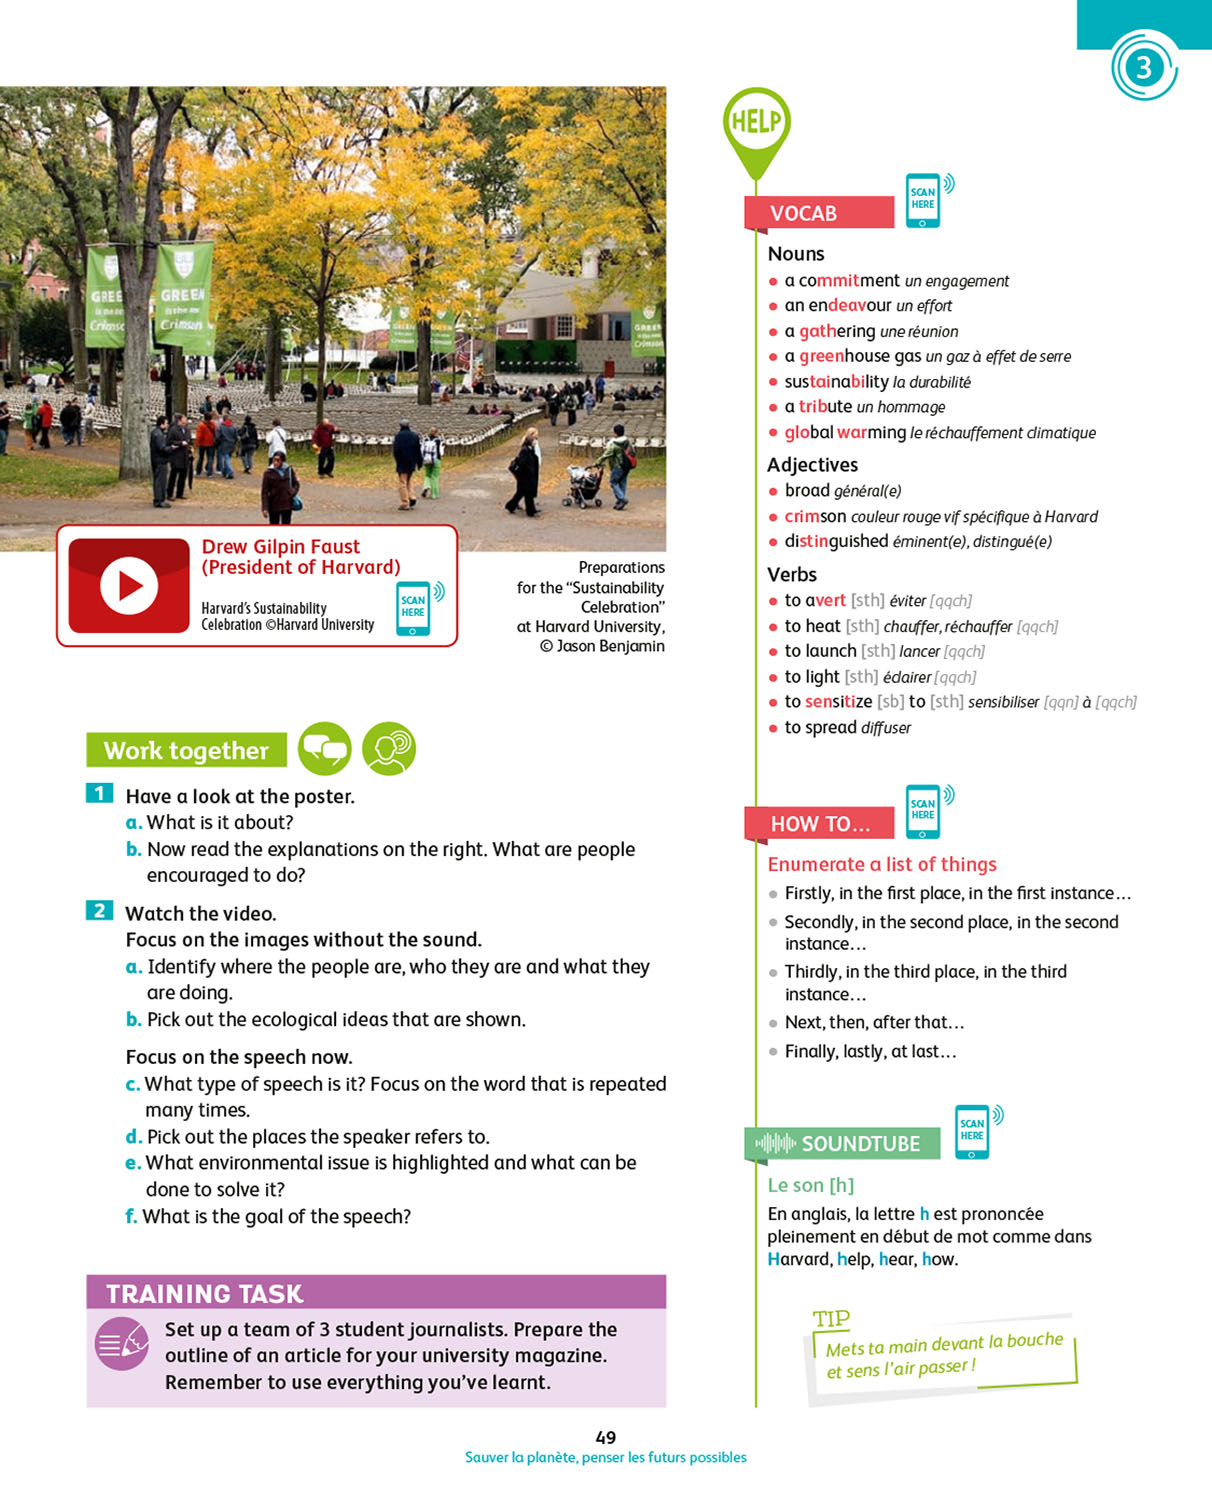 3
GREEN
is the new
Crimson
GREEN
is the new
Crimson
GREEN
Crimson
Drew Gilpin Faust
(President of Harvard)
Harvard's Sustainability
Celebration ©Harvard University
SCAN
HERE
Preparations
for the “Sustainability
Celebration”
at Harvard University,
© Jason Benjamin
Work together
1 Have a look at the poster.
a. What is it about?
b. Now read the explanations on the right. What are people
encouraged to do?
2 Watch the video.
Focus on the images without the sound.
a. Identify where the people are, who they are and what they
are doing.
b. Pick out the ecological ideas that are shown.
Focus on the speech now.
c. What type of speech is it? Focus on the word that is repeated
many times.
d. Pick out the places the speaker refers to.
e. What environmental issue is highlighted and what can be
done to solve it?
f. What is the goal of the speech?
TRAINING TASK
Set up a team of 3 student journalists. Prepare the
outline of an article for your university magazine.
Remember to use everything you've learnt.
HELP
VOCAB
SCAN
HERE
Nouns
• a commitment un engagement
• an endeavour un effort
• a gathering une réunion
• a greenhouse gas un gaz à effet de serre
• sustainability la durabilité
• a tribute un hommage
• global warming le réchauffement climatique
Adjectives
• broad général(e)
• crimson couleur rouge vif spécifique à Harvard
• distinguished éminent(e), distingué(e)
Verbs
• to avert [sth] éviter [qqch]
• to heat [sth] chauffer, réchauffer [qqch]
• to launch [sth] lancer [qqch]
• to light [sth] éclairer [qqch]
• to sensitize [sb] to [sth] sensibiliser [qqn] à [qqch]
• to spread diffuser
HOW TO...
SCAN
HERE
Enumerate a list of things
• Firstly, in the first place, in the first instance...
• Secondly, in the second place, in the second
instance...
• Thirdly, in the third place, in the third
instance...
• Next, then, after that...
• Finally, lastly, at last...
SOUNDTUBE
SCAN
HERE
Le son [h]
En anglais, la lettre h est prononcée
pleinement en début de mot comme dans
Harvard, help, hear, how.
TIP
Mets ta main devant la bouche
et sens l'air passer !
49
Sauver la planète, penser les futurs possibles